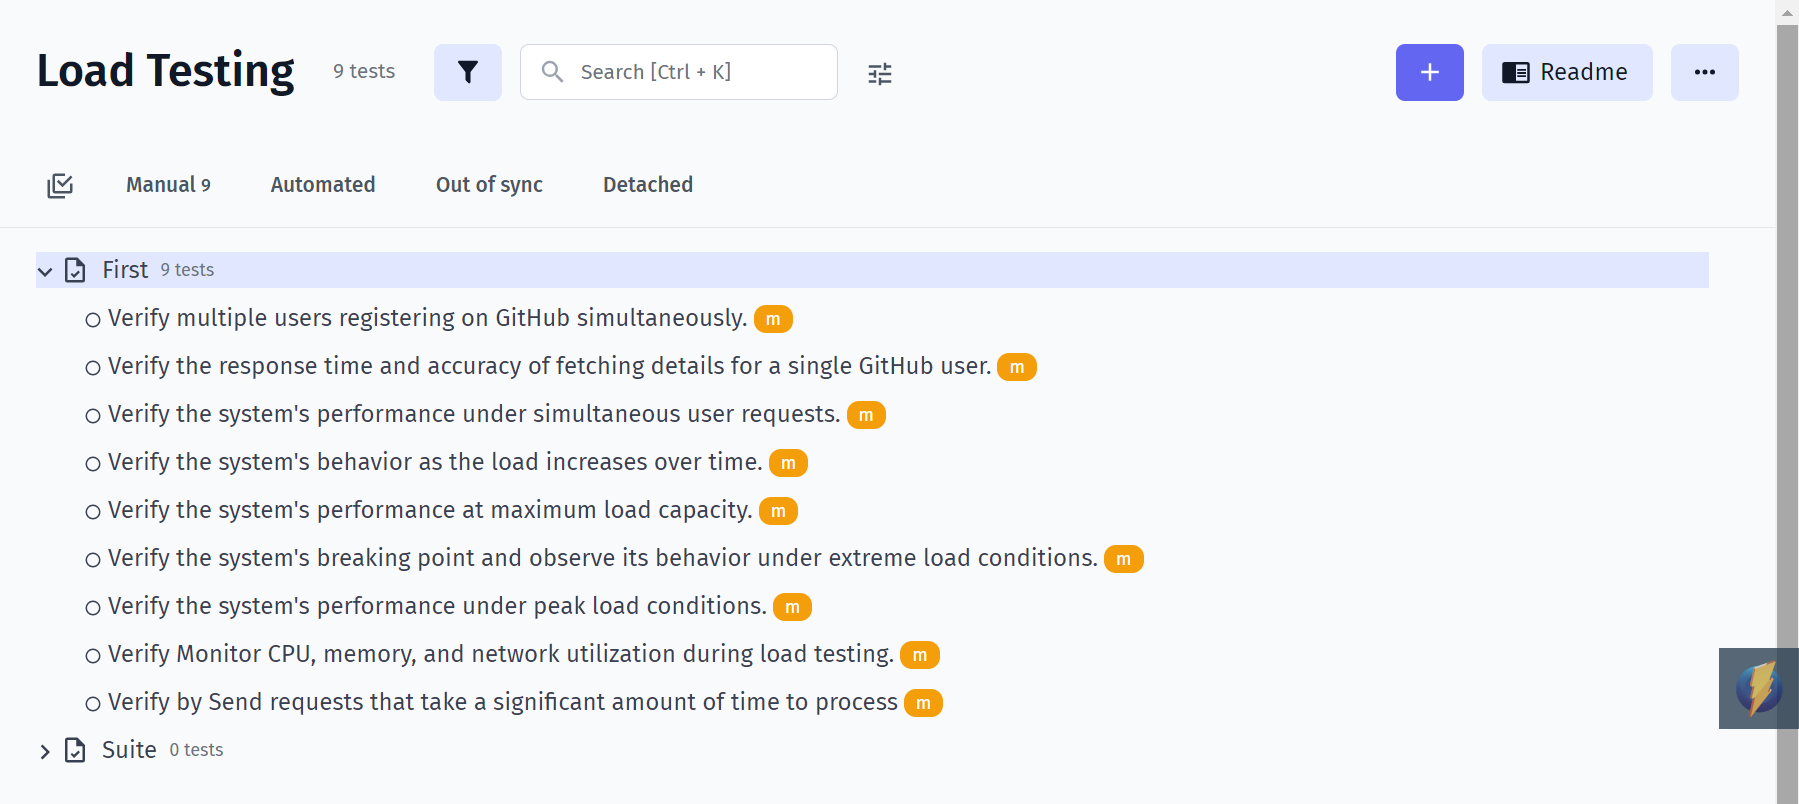 Load Testing 9 tests Search [Ctrl + K] + Readme
Manual 9 Automated Out of sync Detached
First 9 tests
Verify multiple users registering on GitHub simultaneously. m
Verify the response time and accuracy of fetching details for a single GitHub user. m
Verify the system's performance under simultaneous user requests. m
Verify the system's behavior as the load increases over time. m
Verify the system's performance at maximum load capacity. m
Verify the system's breaking point and observe its behavior under extreme load conditions. m
Verify the system's performance under peak load conditions. m
Verify Monitor CPU, memory, and network utilization during load testing. m
Verify by Send requests that take a significant amount of time to process m
Suite 0 tests